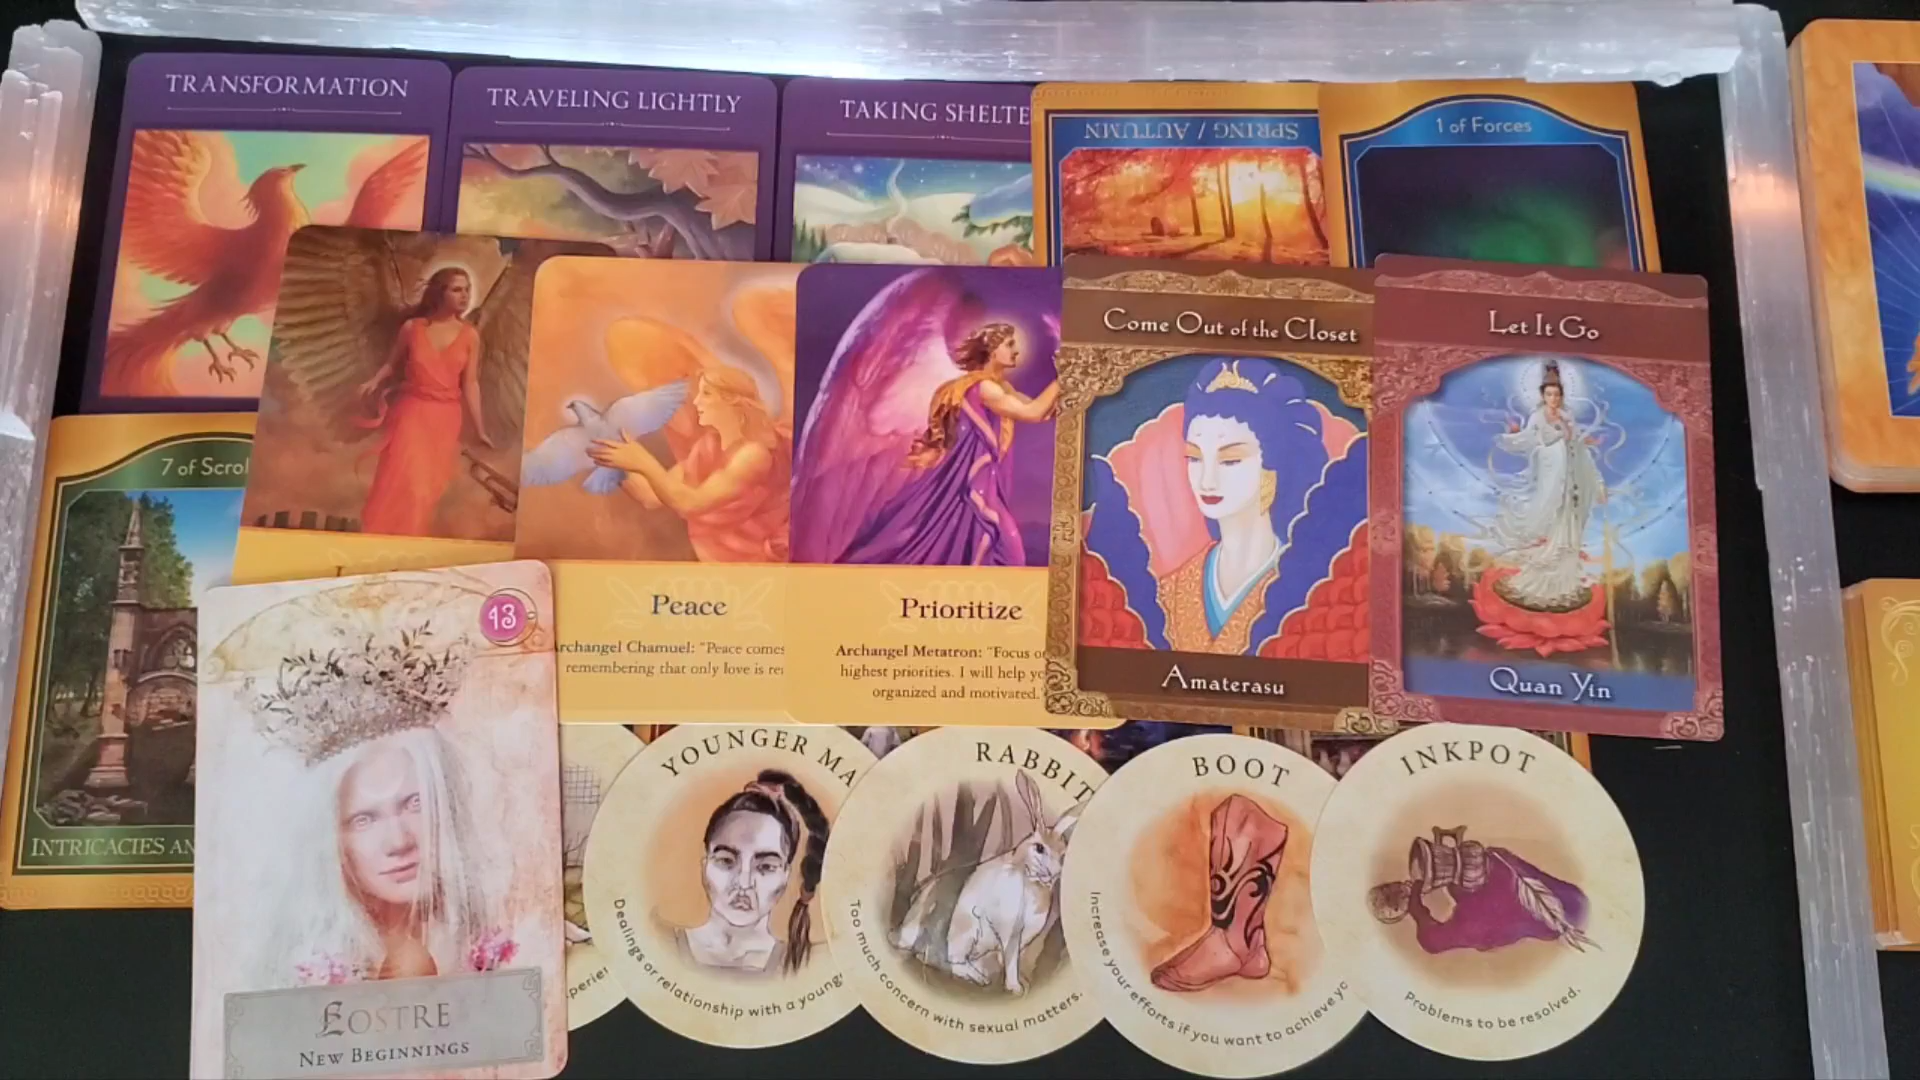 TRANSFORMATION
TRAVELING LIGHTLY
TAKING SHELTE
SPRING / AUTUMN
1 of Forces
Come Out of the Closet
Let It Go
7 of Scrol
Peace
Prioritize
Archangel Chamuel: "Peace comes
remembering that only love is
Archangel Metatron: "Focus
highest priorities. I will help
organized and motivated."
Amaterasu
Quan Yin
13
INTRICACIES
EOSTRE
NEW BEGINNINGS
YOUNGER MA
Dealings or relationship with a young
RABBIT
Too much concern with sexual matters.
BOOT
Increase your efforts if you want to achieve
INKPOT
Problems to be resolved.